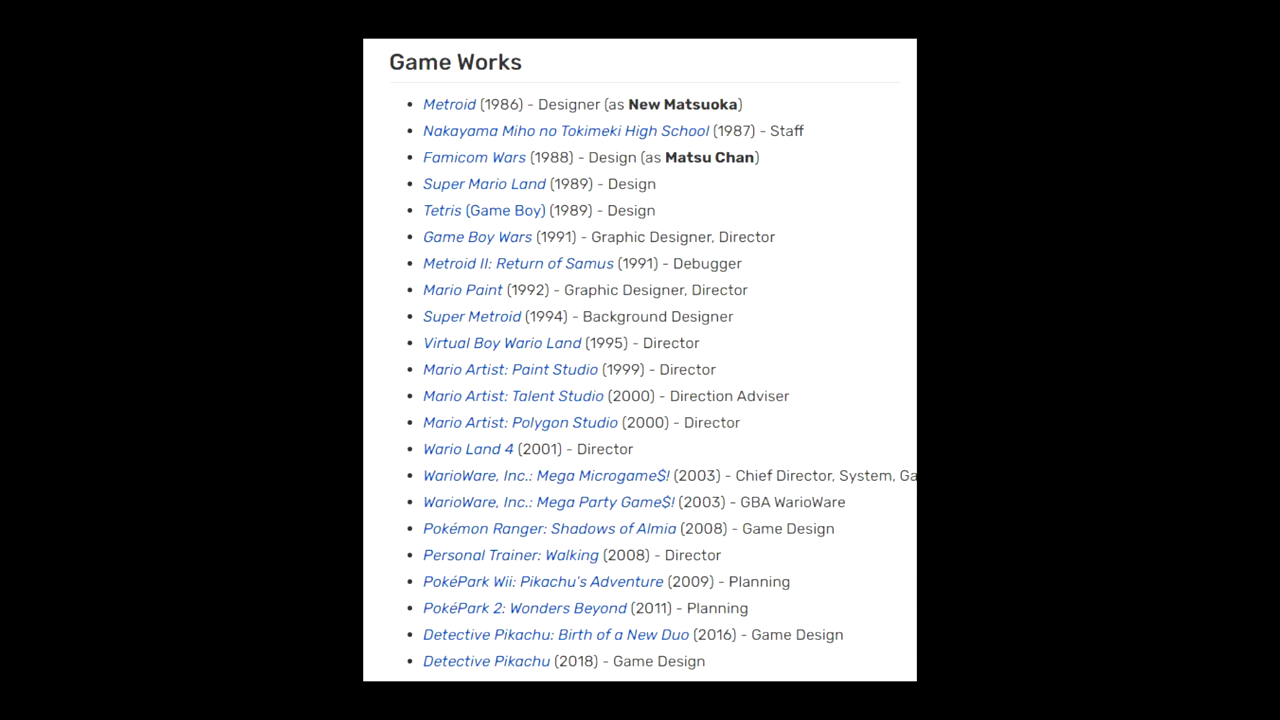 Game Works
• Metroid (1986) - Designer (as New Matsuoka)
• Nakayama Miho no Tokimeki High School (1987) - Staff
• Famicom Wars (1988) - Design (as Matsu Chan)
• Super Mario Land (1989) - Design
• Tetris (Game Boy) (1989) - Design
• Game Boy Wars (1991) - Graphic Designer, Director
• Metroid II: Return of Samus (1991) - Debugger
• Mario Paint (1992) - Graphic Designer, Director
• Super Metroid (1994) - Background Designer
• Virtual Boy Wario Land (1995) - Director
• Mario Artist: Paint Studio (1999) - Director
• Mario Artist: Talent Studio (2000) - Direction Adviser
• Mario Artist: Polygon Studio (2000) - Director
• Wario Land 4 (2001) - Director
• WarioWare, Inc.: Mega Microgame$! (2003) - Chief Director, System, Ga
• WarioWare, Inc.: Mega Party Game$! (2003) - GBA WarioWare
• Pokémon Ranger: Shadows of Almia (2008) - Game Design
• Personal Trainer: Walking (2008) - Director
• PokéPark Wii: Pikachu's Adventure (2009) - Planning
• PokéPark 2: Wonders Beyond (2011) - Planning
• Detective Pikachu: Birth of a New Duo (2016) - Game Design
• Detective Pikachu (2018) - Game Design